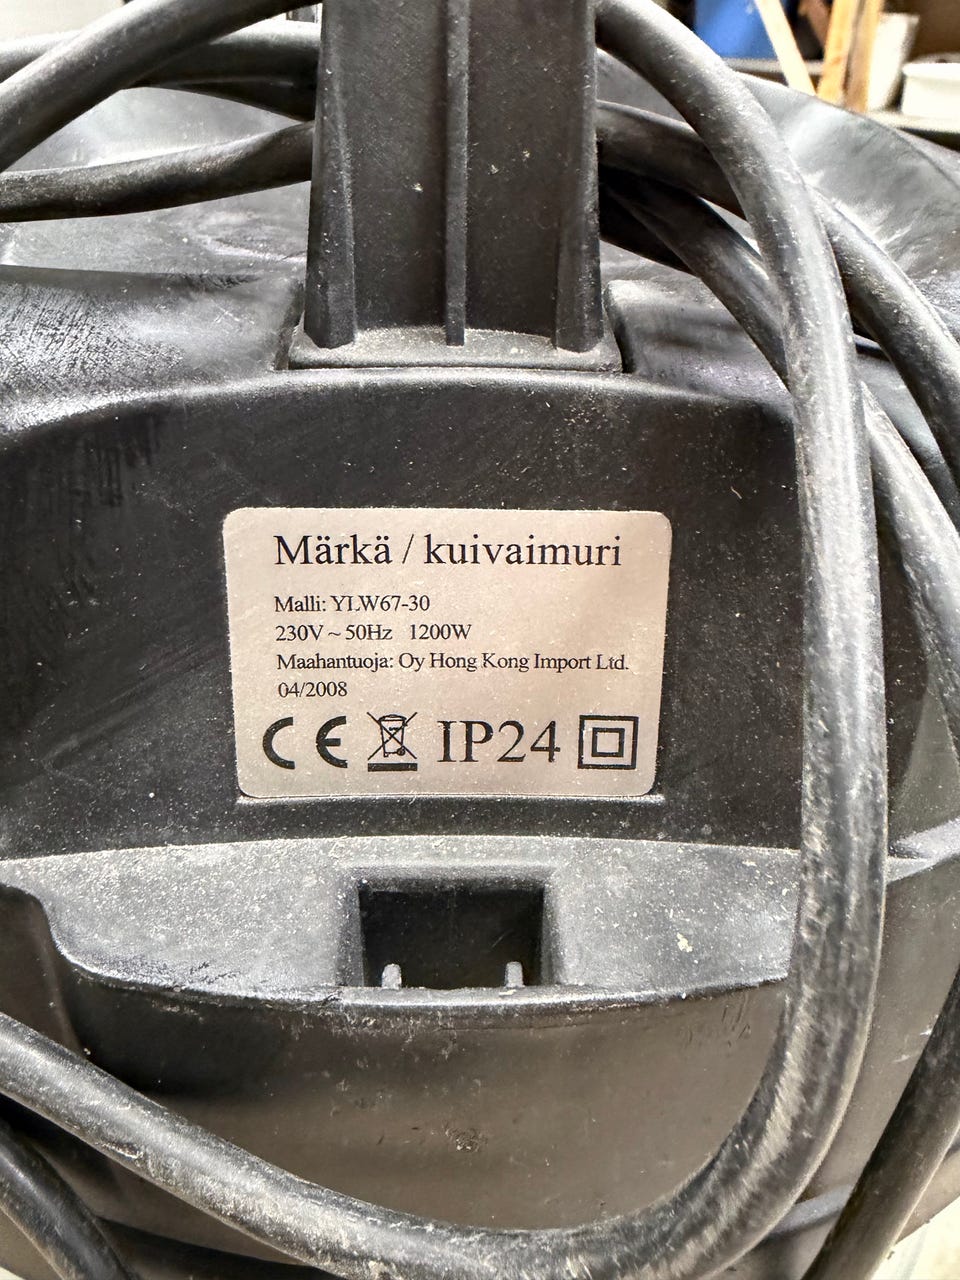 Märkä / kuivaimuri
Malli: YLW67-30
230V ~ 50Hz 1200W
Maahantuoja: Oy Hong Kong Import Ltd.
04/2008
CE IP24